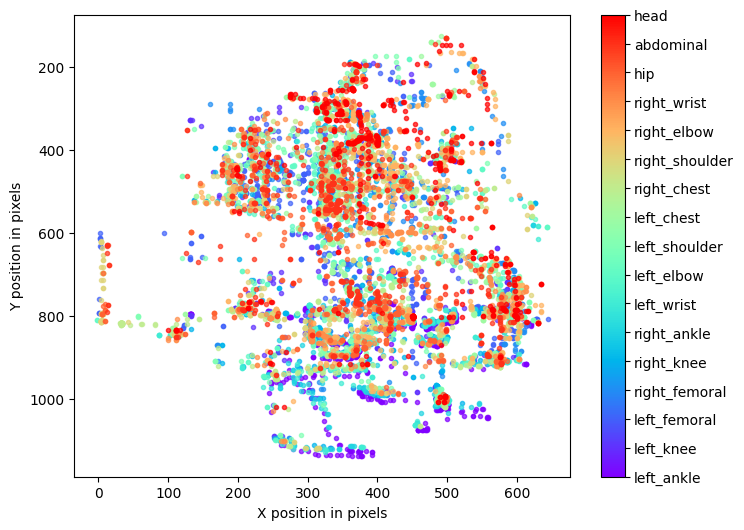 200
400
600
800
1000
Y position in pixels
0 100 200 300 400 500 600
X position in pixels
head
abdominal
hip
right_wrist
right_elbow
right_shoulder
right_chest
left_chest
left_shoulder
left_elbow
left_wrist
right_ankle
right_knee
right_femoral
left_femoral
left_knee
left_ankle